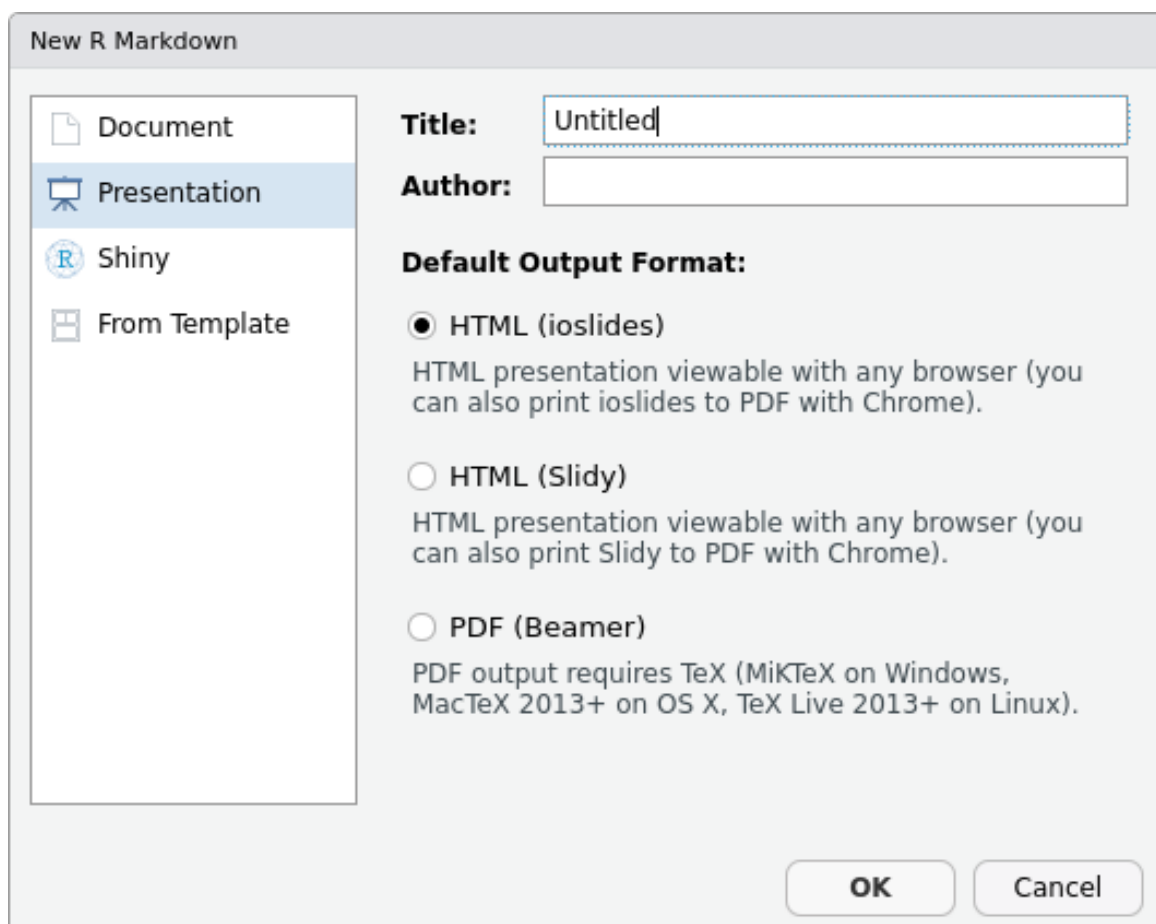 New R Markdown
Document
Presentation
Shiny
From Template
Title: Untitled
Author:
Default Output Format:
HTML (ioslides)
HTML presentation viewable with any browser (you
can also print ioslides to PDF with Chrome).
HTML (Slidy)
HTML presentation viewable with any browser (you
can also print Slidy to PDF with Chrome).
PDF (Beamer)
PDF output requires TeX (MiKTeX on Windows,
MacTeX 2013+ on OS X, TeX Live 2013+ on Linux).
OK Cancel